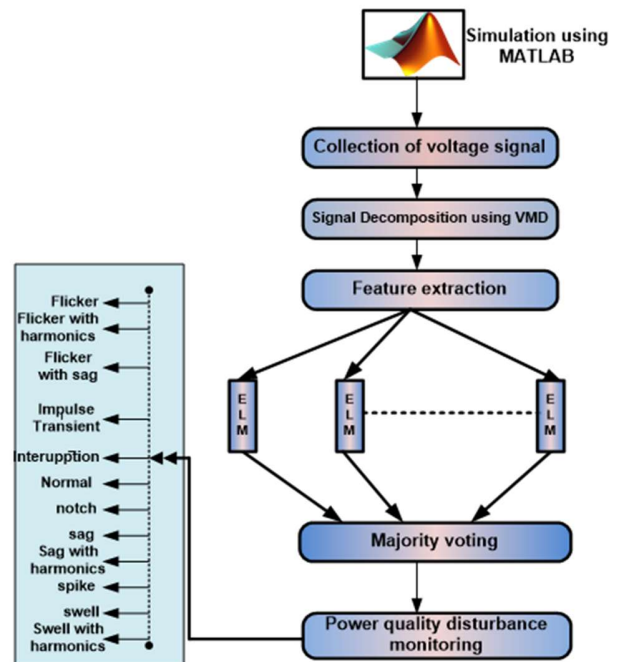 Simulation using
MATLAB
Collection of voltage signal
Signal Decomposition using VMD
Feature extraction
E
L
M
E
L
M
E
L
M
Majority voting
Power quality disturbance
monitoring
Flicker
Flicker with
harmonics
Flicker
with sag
Impulse
Transient
Interupption
Normal
notch
sag
Sag with
harmonics
spike
swell
Swell with
harmonics